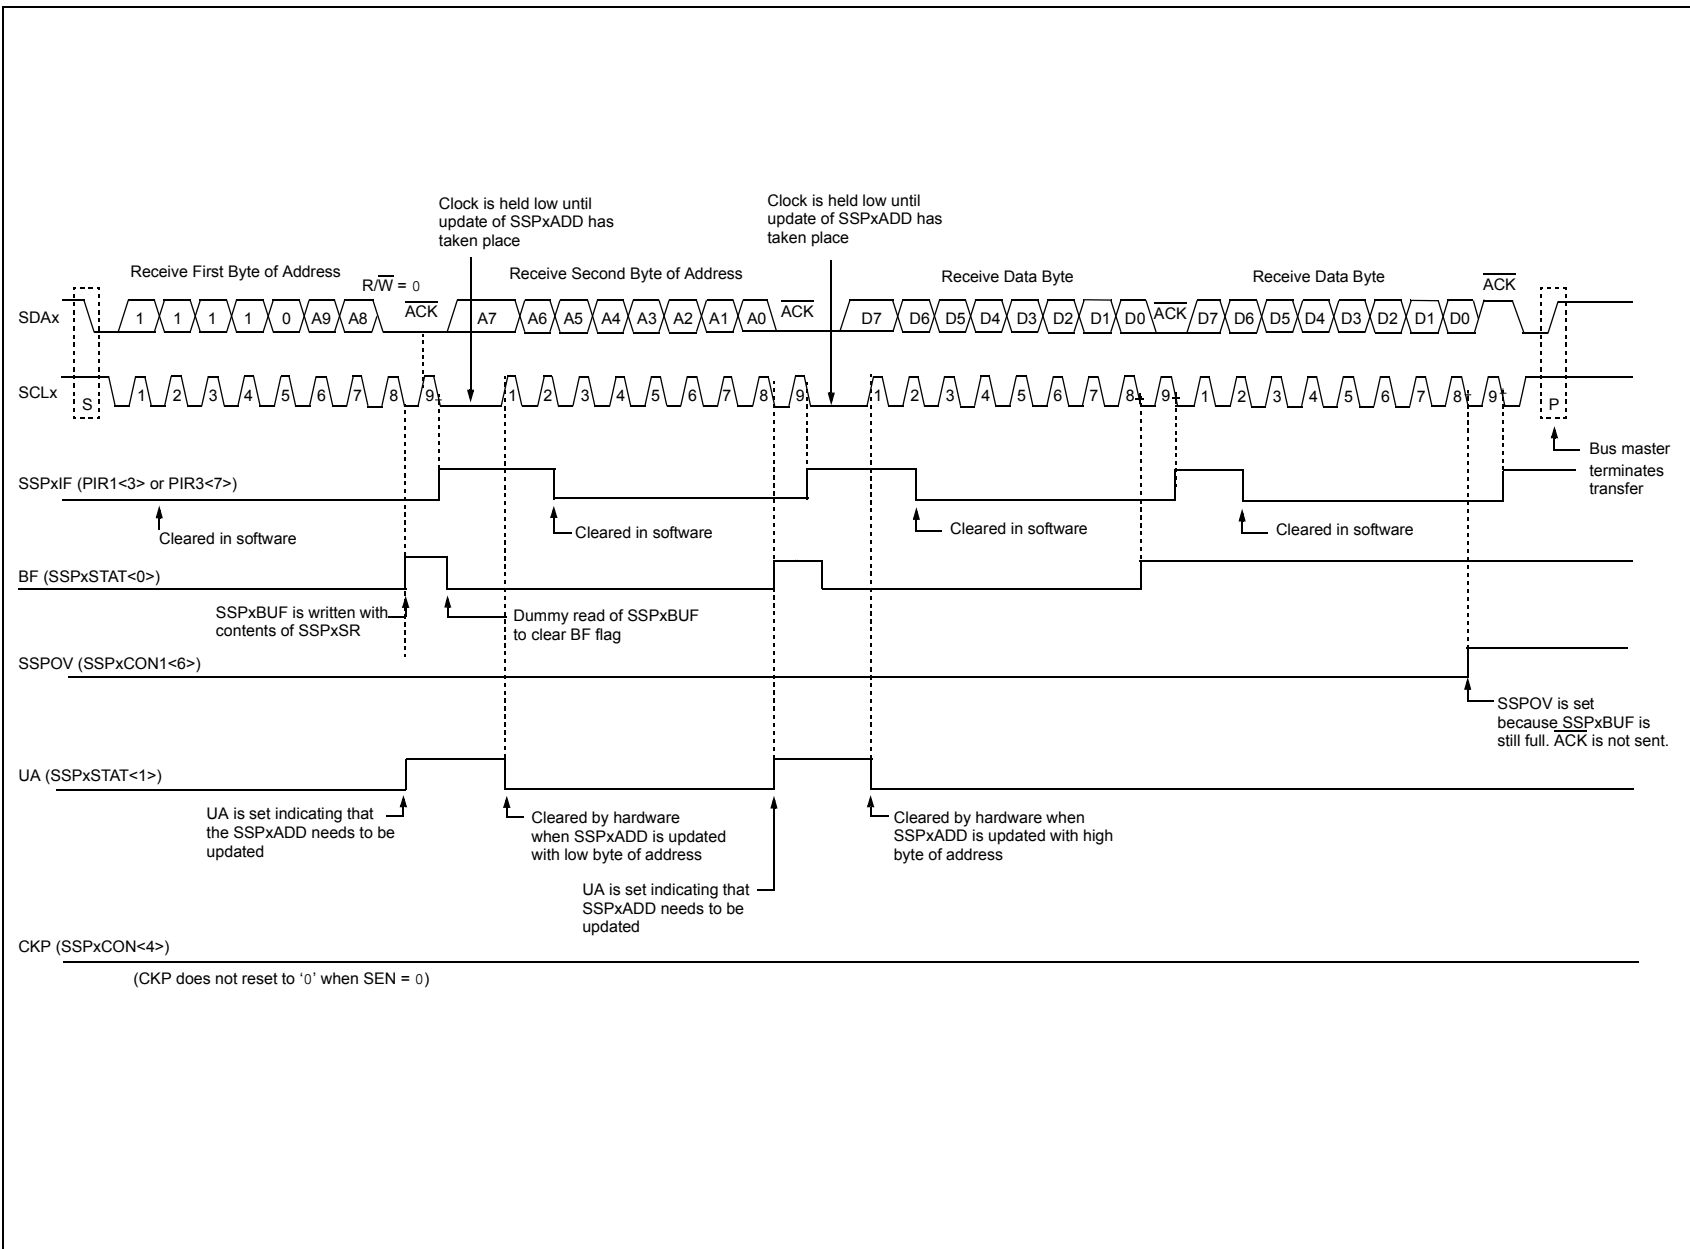 Clock is held low until
update of SSPxADD has
taken place
Clock is held low until
update of SSPxADD has
taken place
Receive First Byte of Address
R/W = 0
ACK
Receive Second Byte of Address
ACK
Receive Data Byte
ACK
Receive Data Byte
ACK
SDAx
1 1 1 1 0 A9 A8
A7 A6 A5 A4 A3 A2 A1 A0
D7 D6 D5 D4 D3 D2 D1 D0
D7 D6 D5 D4 D3 D2 D1 D0
SCLx
S
1 2 3 4 5 6 7 8 9
1 2 3 4 5 6 7 8 9
1 2 3 4 5 6 7 8 9
1 2 3 4 5 6 7 8 9
P
Bus master
terminates
transfer
SSPxIF (PIR1<3> or PIR3<7>)
Cleared in software
Cleared in software
Cleared in software
Cleared in software
BF (SSPxSTAT<0>)
SSPxBUF is written with
contents of SSPxSR
Dummy read of SSPxBUF
to clear BF flag
SSPOV (SSPxCON1<6>)
SSPOV is set
because SSPxBUF is
still full. ACK is not sent.
UA (SSPxSTAT<1>)
UA is set indicating that
the SSPxADD needs to be
updated
Cleared by hardware
when SSPxADD is updated
with low byte of address
UA is set indicating that
SSPxADD needs to be
updated
Cleared by hardware when
SSPxADD is updated with high
byte of address
CKP (SSPxCON<4>)
(CKP does not reset to ‘0’ when SEN = 0)